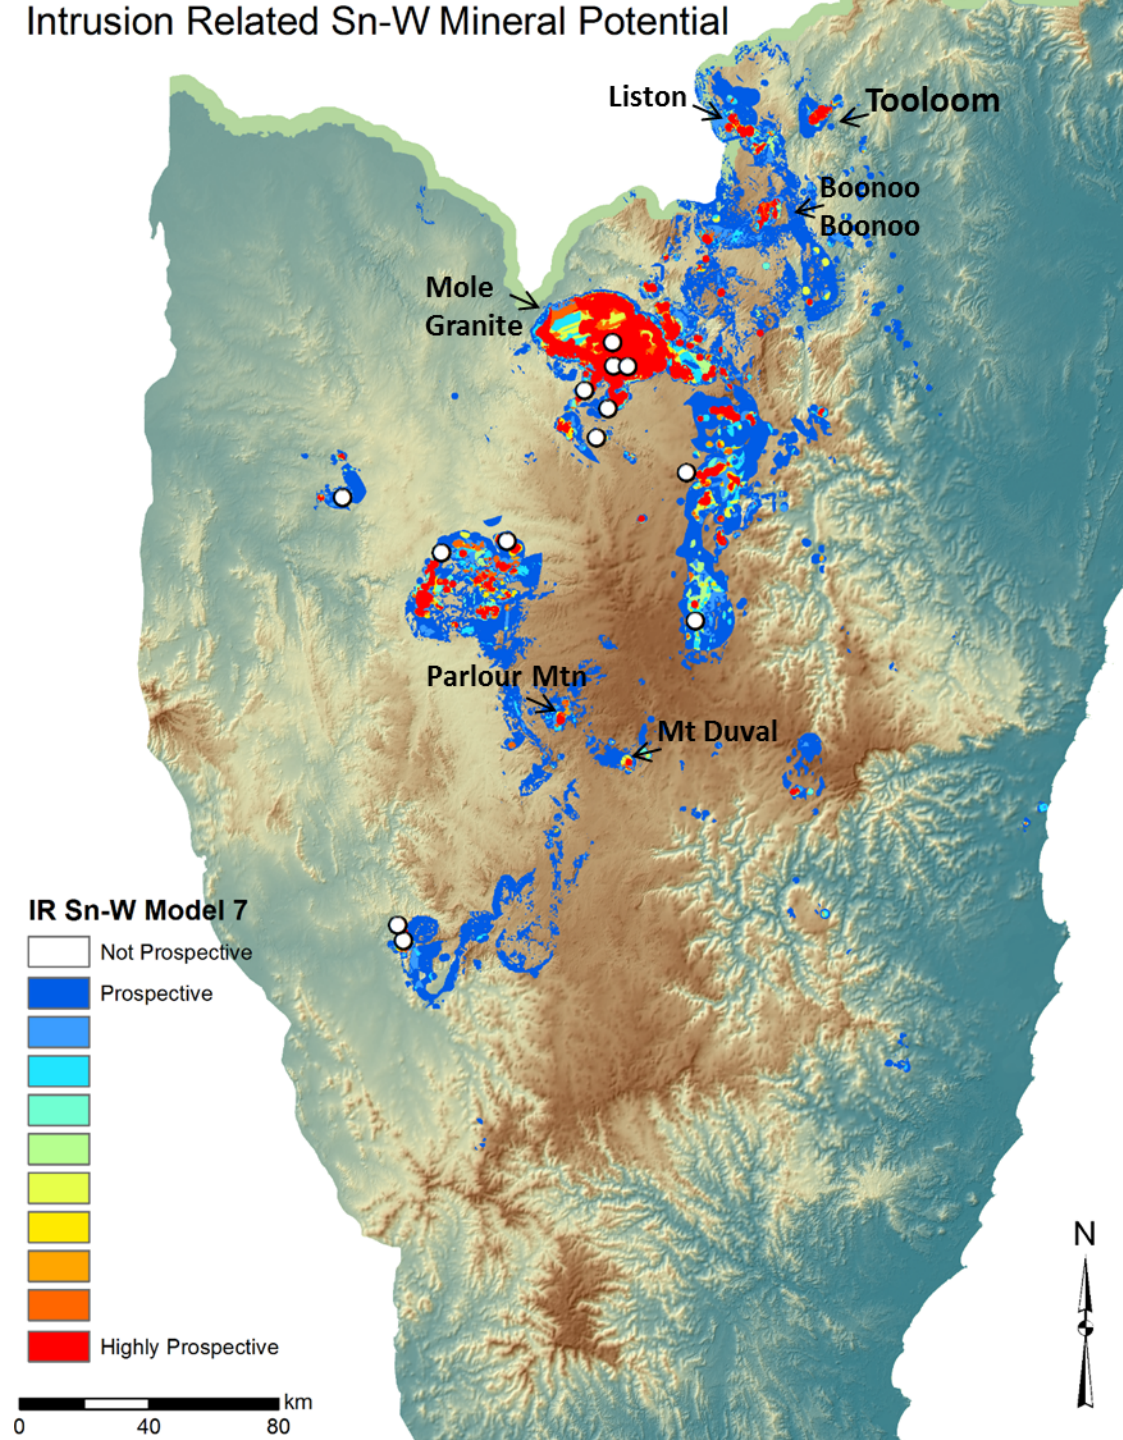 Intrusion Related Sn-W Mineral Potential
Liston
Tooloom
Boonoo
Boonoo
Mole
Granite
Parlour Mtn
Mt Duval
IR Sn-W Model 7
Not Prospective
Prospective
Highly Prospective
N
km
0 40 80